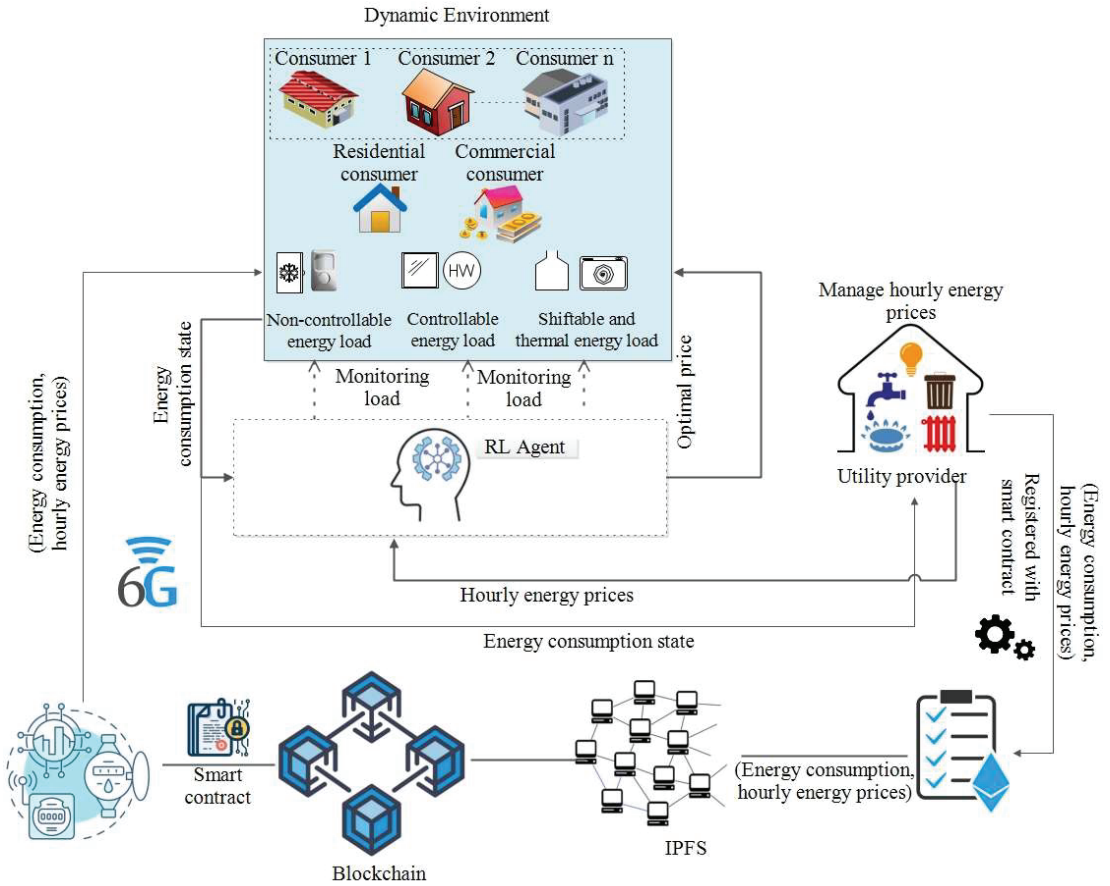 Dynamic Environment
Consumer 1
Consumer 2
Consumer n
Residential
consumer
Commercial
consumer
100
HW
Non-controllable
energy load
Controllable
energy load
Shiftable and
thermal energy load
Manage hourly energy
prices
Monitoring
load
Monitoring
load
Energy
consumption state
Optimal price
(Energy consumption,
hourly energy prices)
RL Agent
Utility provider
6G
Hourly energy prices
Energy consumption state
Registered with
smart contract
(Energy consumption,
hourly energy prices)
0000
Smart
contract
Blockchain
IPFS
(Energy consumption,
hourly energy prices)